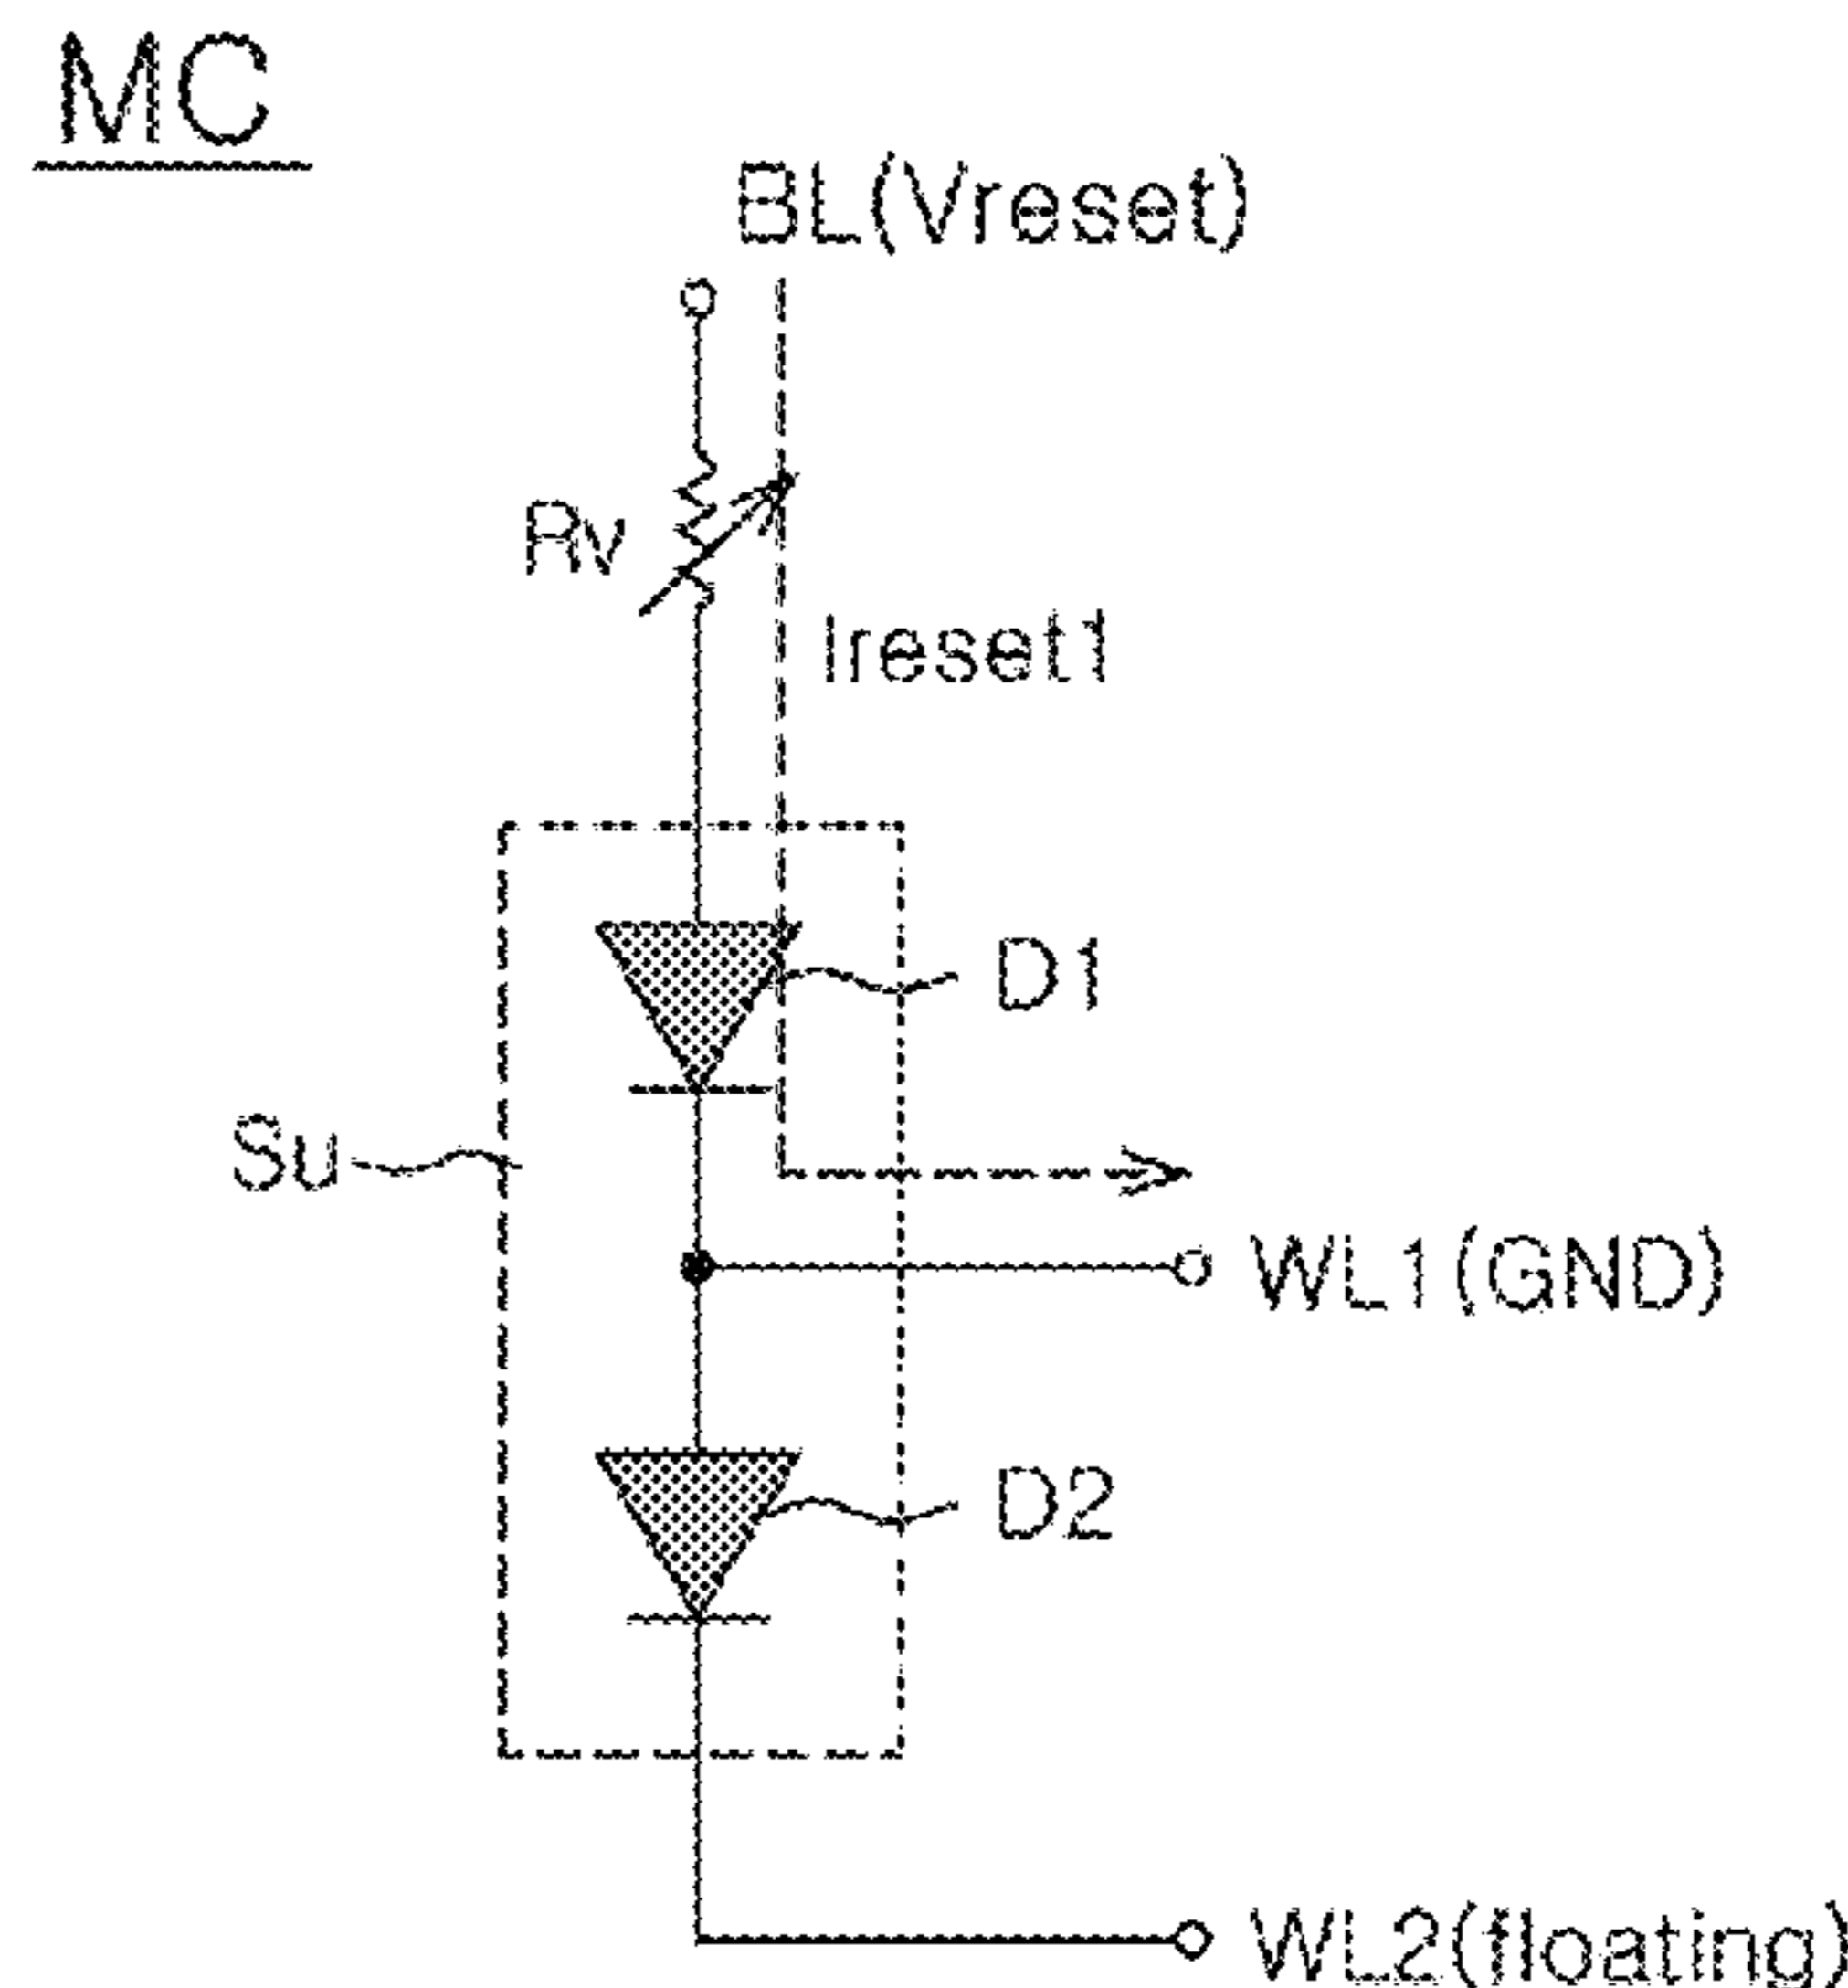 MC
BL(Vreset)
Rv
Ireset1
D1
Su
WL1(GND)
D2
WL2(floating)